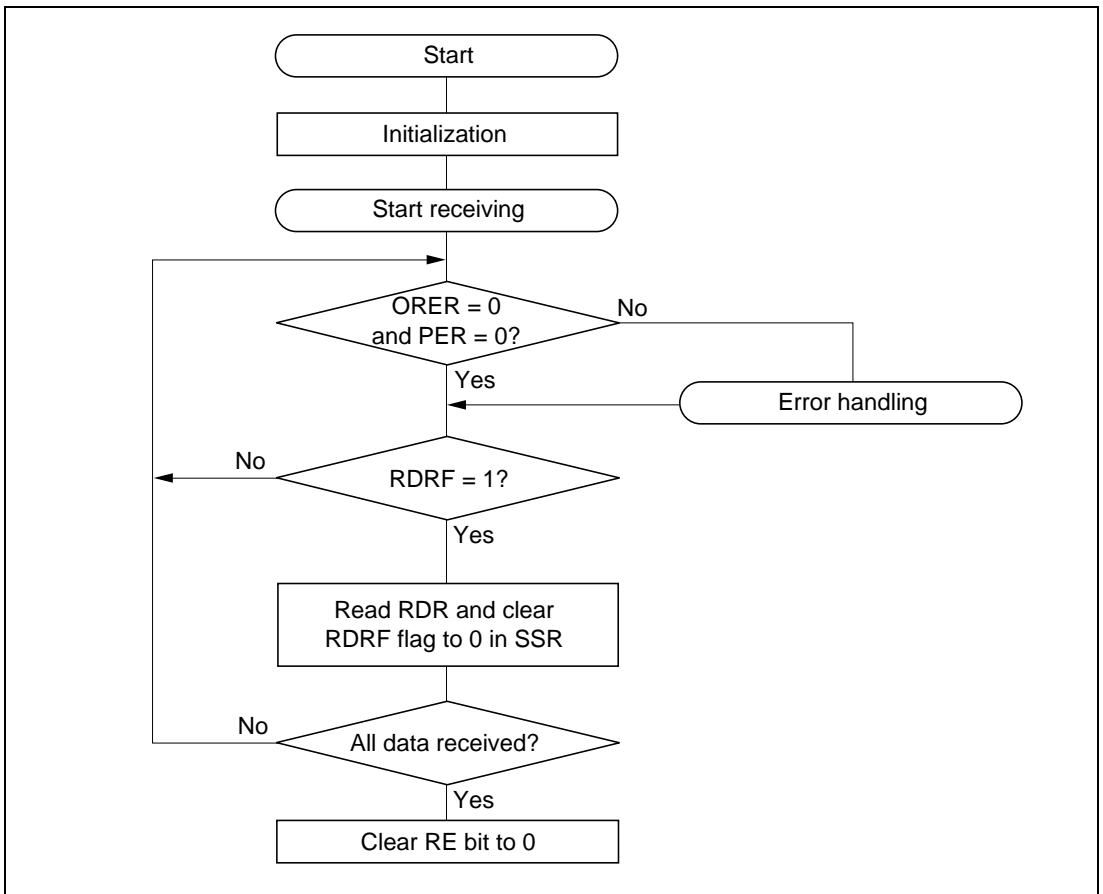 Start
Initialization
Start receiving
ORER = 0
and PER = 0?
No
Yes
Error handling
No
RDRF = 1?
Yes
Read RDR and clear
RDRF flag to 0 in SSR
No
All data received?
Yes
Clear RE bit to 0